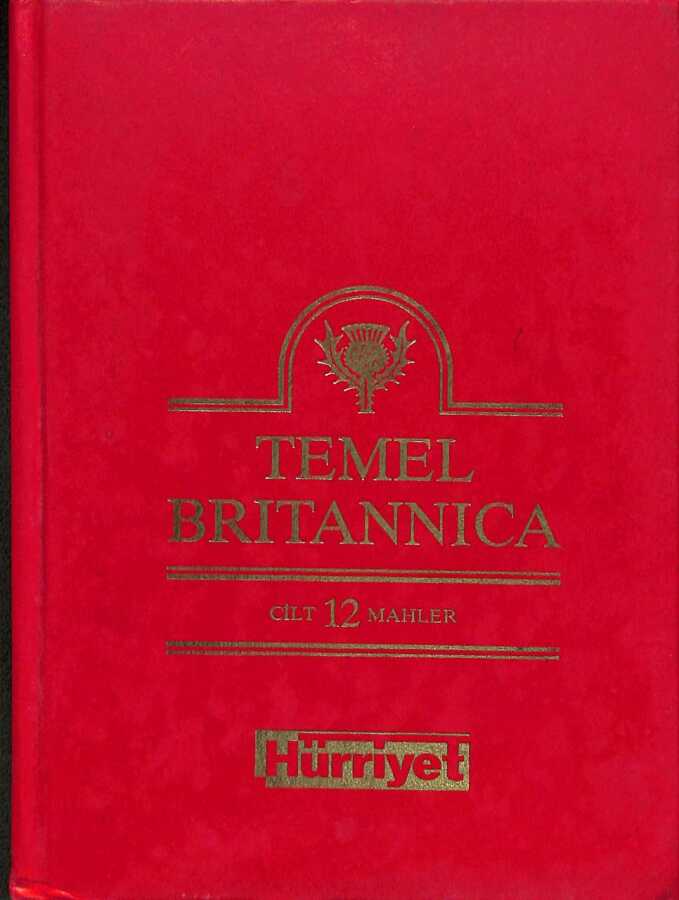 TEMEL
BRITANNICA
CİLT 12 MAHLER
Hürriyet